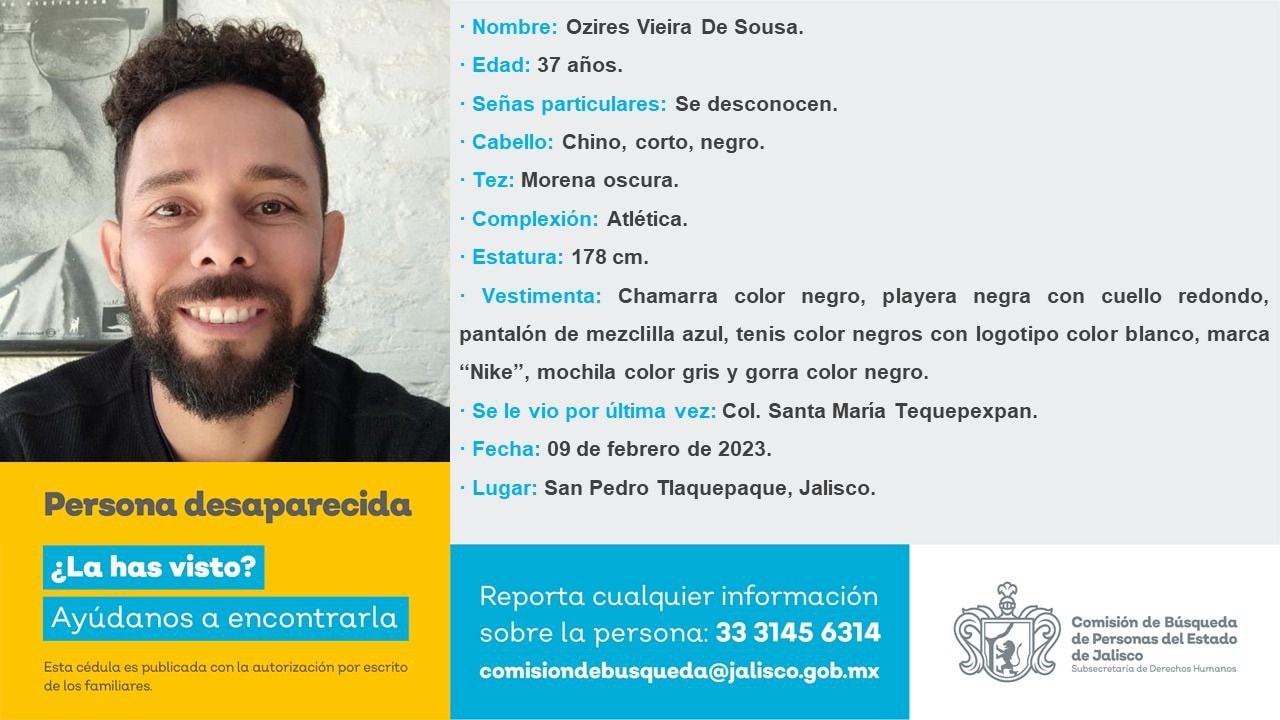 · Nombre: Ozires Vieira De Sousa.
· Edad: 37 años.
· Señas particulares: Se desconocen.
· Cabello: Chino, corto, negro.
· Tez: Morena oscura.
· Complexión: Atlética.
· Estatura: 178 cm.
· Vestimenta: Chamarra color negro, playera negra con cuello redondo,
pantalón de mezclilla azul, tenis color negros con logotipo color blanco, marca
“Nike”, mochila color gris y gorra color negro.
· Se le vio por última vez: Col. Santa María Tequepexpan.
· Fecha: 09 de febrero de 2023.
· Lugar: San Pedro Tlaquepaque, Jalisco.
Persona desaparecida
¿La has visto?
Ayúdanos a encontrarla
Esta cédula es publicada con la autorización por escrito
de los familiares.
Reporta cualquier información
sobre la persona: 33 3145 6314
comisiondebusqueda@jalisco.gob.mx
Comisión de Búsqueda
de Personas del Estado
de Jalisco
Subsecretaría de Derechos Humanos